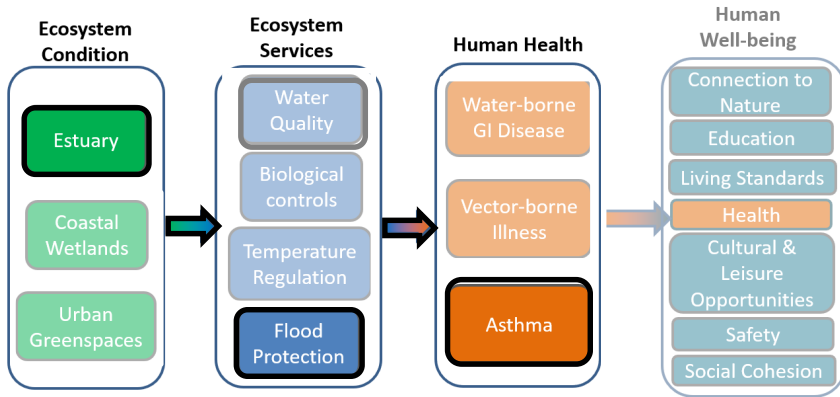 Ecosystem
Condition
Estuary
Coastal
Wetlands
Urban
Greenspaces
Ecosystem
Services
Water
Quality
Biological
controls
Temperature
Regulation
Flood
Protection
Human Health
Water-borne
GI Disease
Vector-borne
Illness
Asthma
Human
Well-being
Connection to
Nature
Education
Living Standards
Health
Cultural &
Leisure
Opportunities
Safety
Social Cohesion